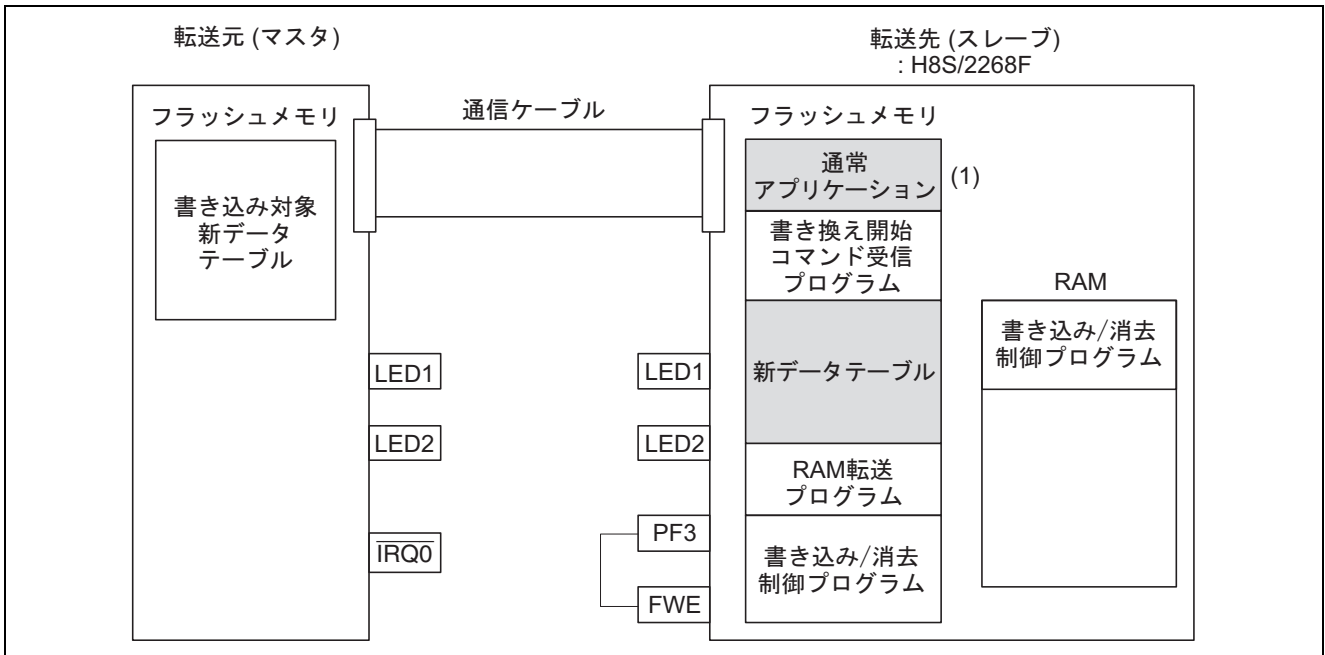 転送元 (マスタ)
転送先 (スレーブ)
: H8S/2268F
フラッシュメモリ
書き込み対象
新データ
テーブル
LED1
LED2
IRQ0
通信ケーブル
フラッシュメモリ
通常
アプリケーション
(1)
書き換え開始
コマンド受信
プログラム
新データテーブル
RAM転送
プログラム
書き込み/消去
制御プログラム
LED1
LED2
PF3
FWE
RAM
書き込み/消去
制御プログラム